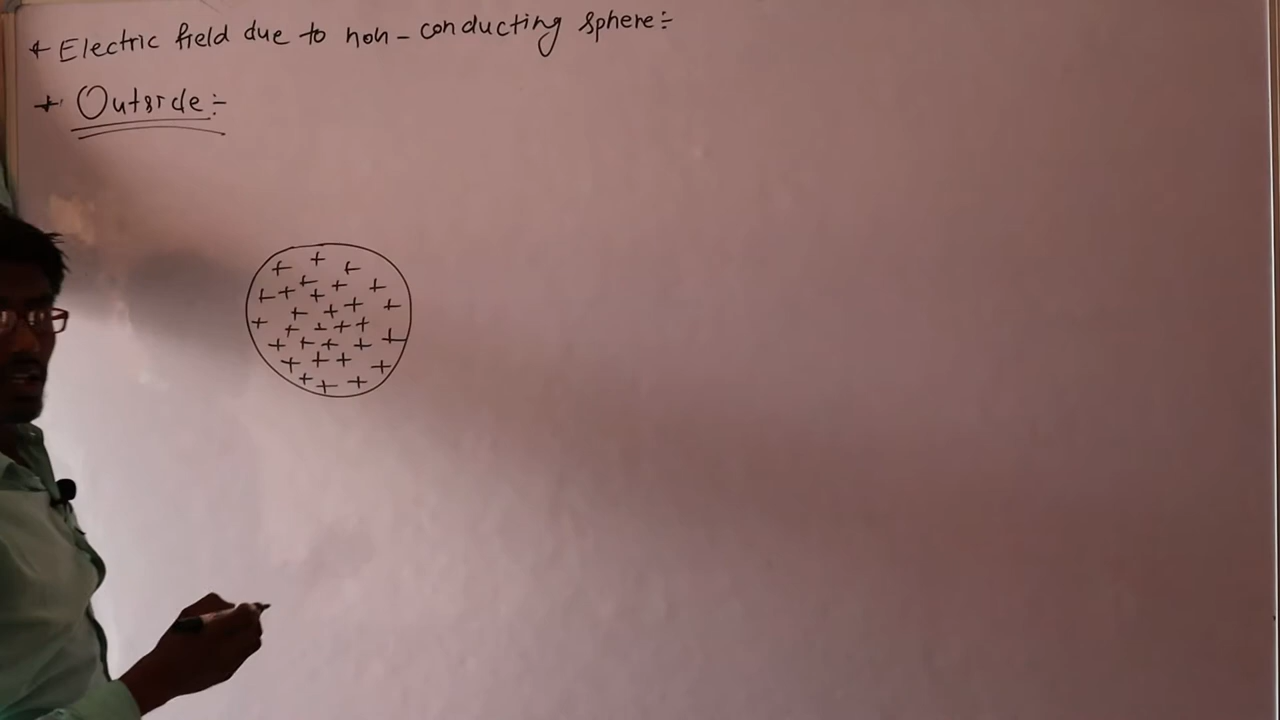 * Electric field due to non-conducting sphere:-
* Outside:-
+ + +
+ + + + + +
+ + + + + +
+ + + + + +
+ + + + + +
+ + + +
+ + +